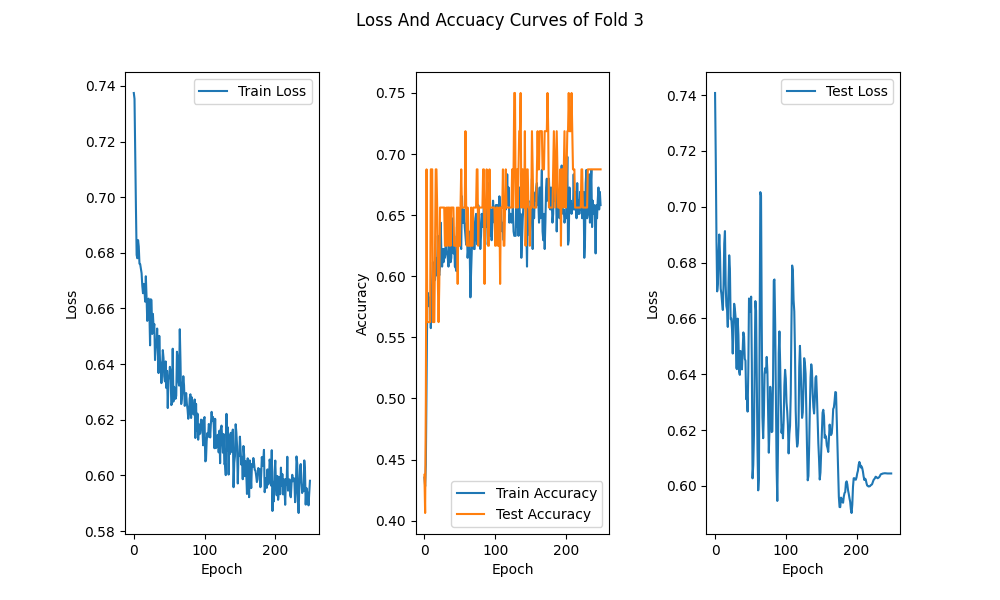 Loss And Accuacy Curves of Fold 3
Train Loss
0.74
0.72
0.70
0.68
0.66
0.64
0.62
0.60
0.58
Loss
0 100 200
Epoch
0.75
0.70
0.65
0.60
0.55
0.50
0.45
0.40
Accuracy
Train Accuracy
Test Accuracy
0 100 200
Epoch
Test Loss
0.74
0.72
0.70
0.68
0.66
0.64
0.62
0.60
Loss
0 100 200
Epoch